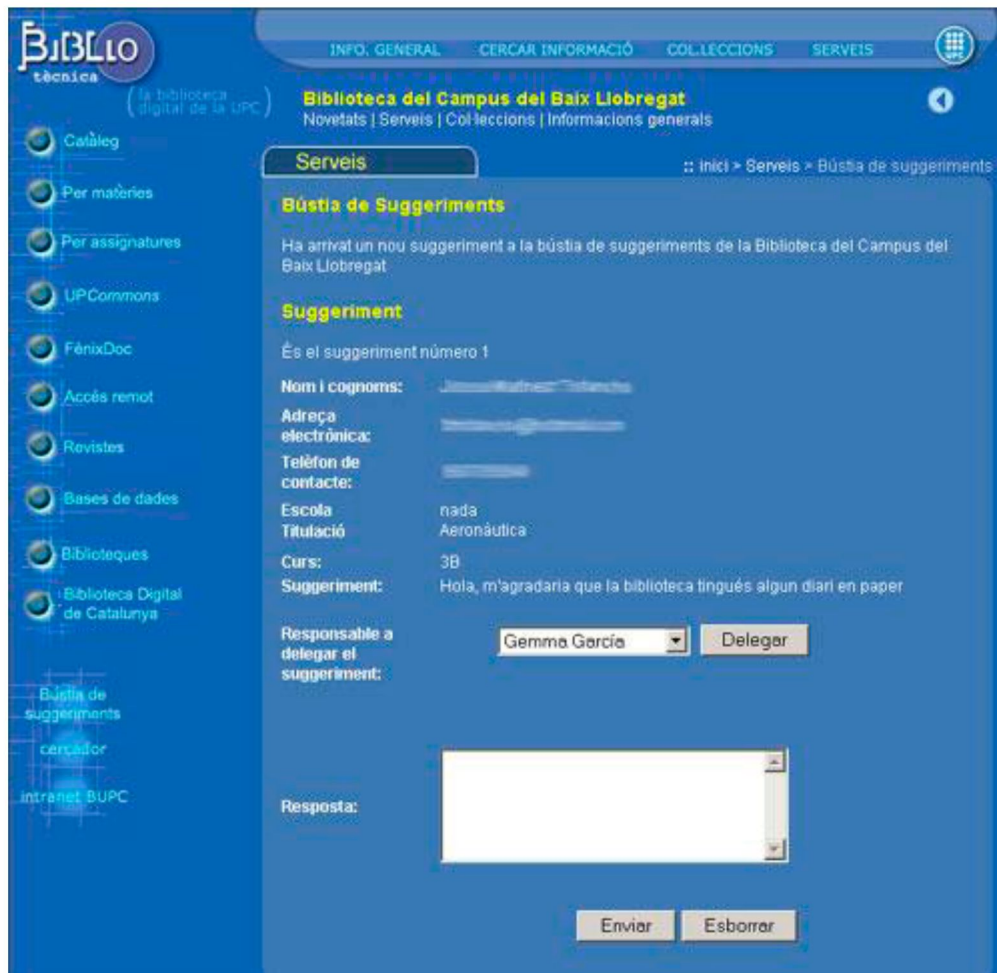 BIBLIO
tècnica
(la biblioteca
digital de la UPC)
INFO. GENERAL CERCAR INFORMACIÓ COL.LECCIONS SERVEIS
UPC
Biblioteca del Campus del Baix Llobregat
Novetats | Serveis | Col·leccions | Informacions generals
Serveis
:: inici > Serveis > Bústia de suggeriments
Catàleg
Per matèries
Per assignatures
UPCommons
FènixDoc
Accés remot
Revistes
Bases de dades
Biblioteques
Biblioteca Digital
de Catalunya
Bústia de
suggeriments
cercador
intranet BUPC
Bústia de Suggeriments
Ha arrivat un nou suggeriment a la bústia de suggeriments de la Biblioteca del Campus del
Baix Llobregat
Suggeriment
És el suggeriment número 1
Nom i cognoms:
Adreça
electrònica:
Telèfon de
contacte:
Escola nada
Titulació Aeronáutica
Curs: 3B
Suggeriment: Hola, m'agradaria que la biblioteca tingués algun diari en paper
Responsable a
delegar el
suggeriment:
Gemma García Delegar
Resposta:
Enviar Esborrar